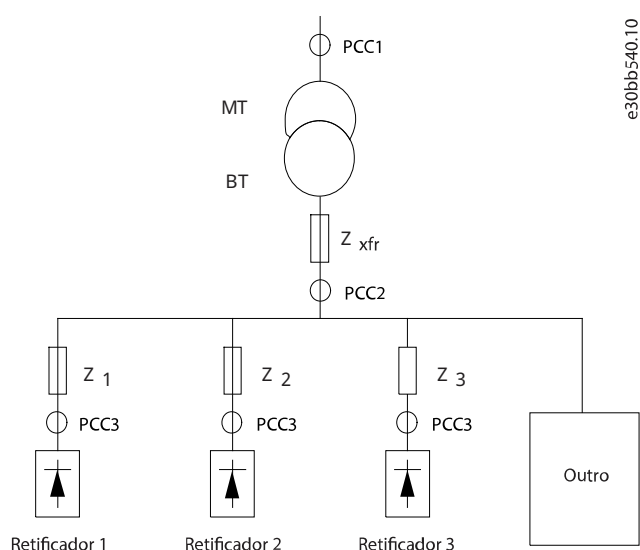 e30bb540.10
PCC1
MT
BT
Z xfr
PCC2
Z 1
Z 2
Z 3
PCC3
PCC3
PCC3
Outro
Retificador 1
Retificador 2
Retificador 3